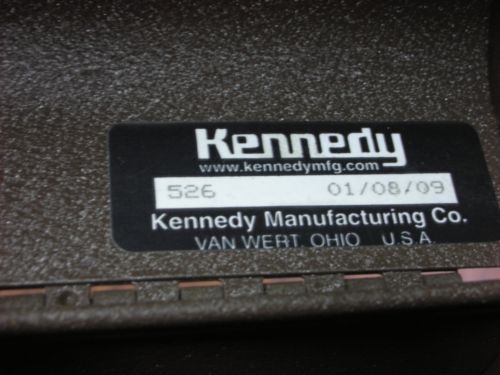 Kennedy
www.kennedymfg.com
526 01/08/09
Kennedy Manufacturing Co.
VAN WERT, OHIO U.S.A.